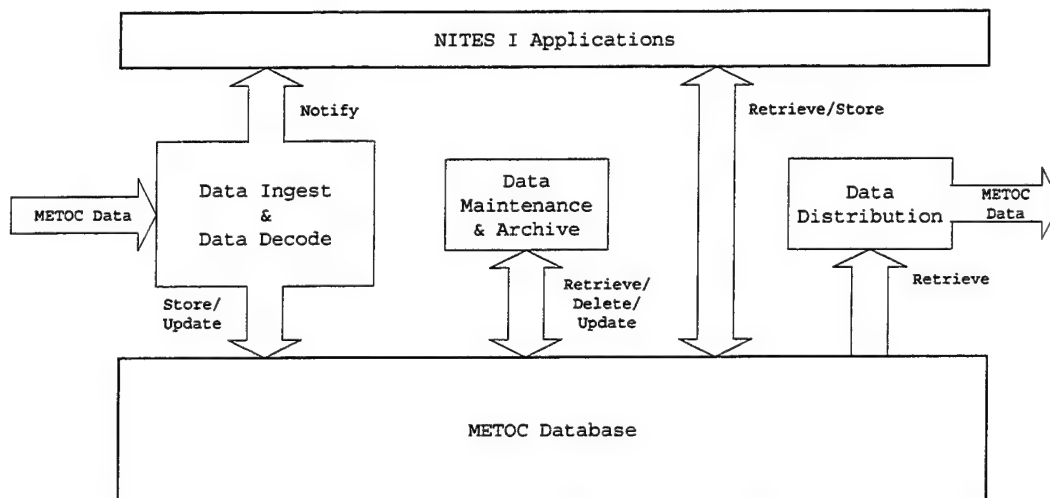 NITES I Applications
Notify
Retrieve/Store
Data Ingest
&
Data Decode
Data
Maintenance
& Archive
Data
Distribution
METOC Data
METOC
Data
Store/
Update
Retrieve/
Delete/
Update
Retrieve
METOC Database